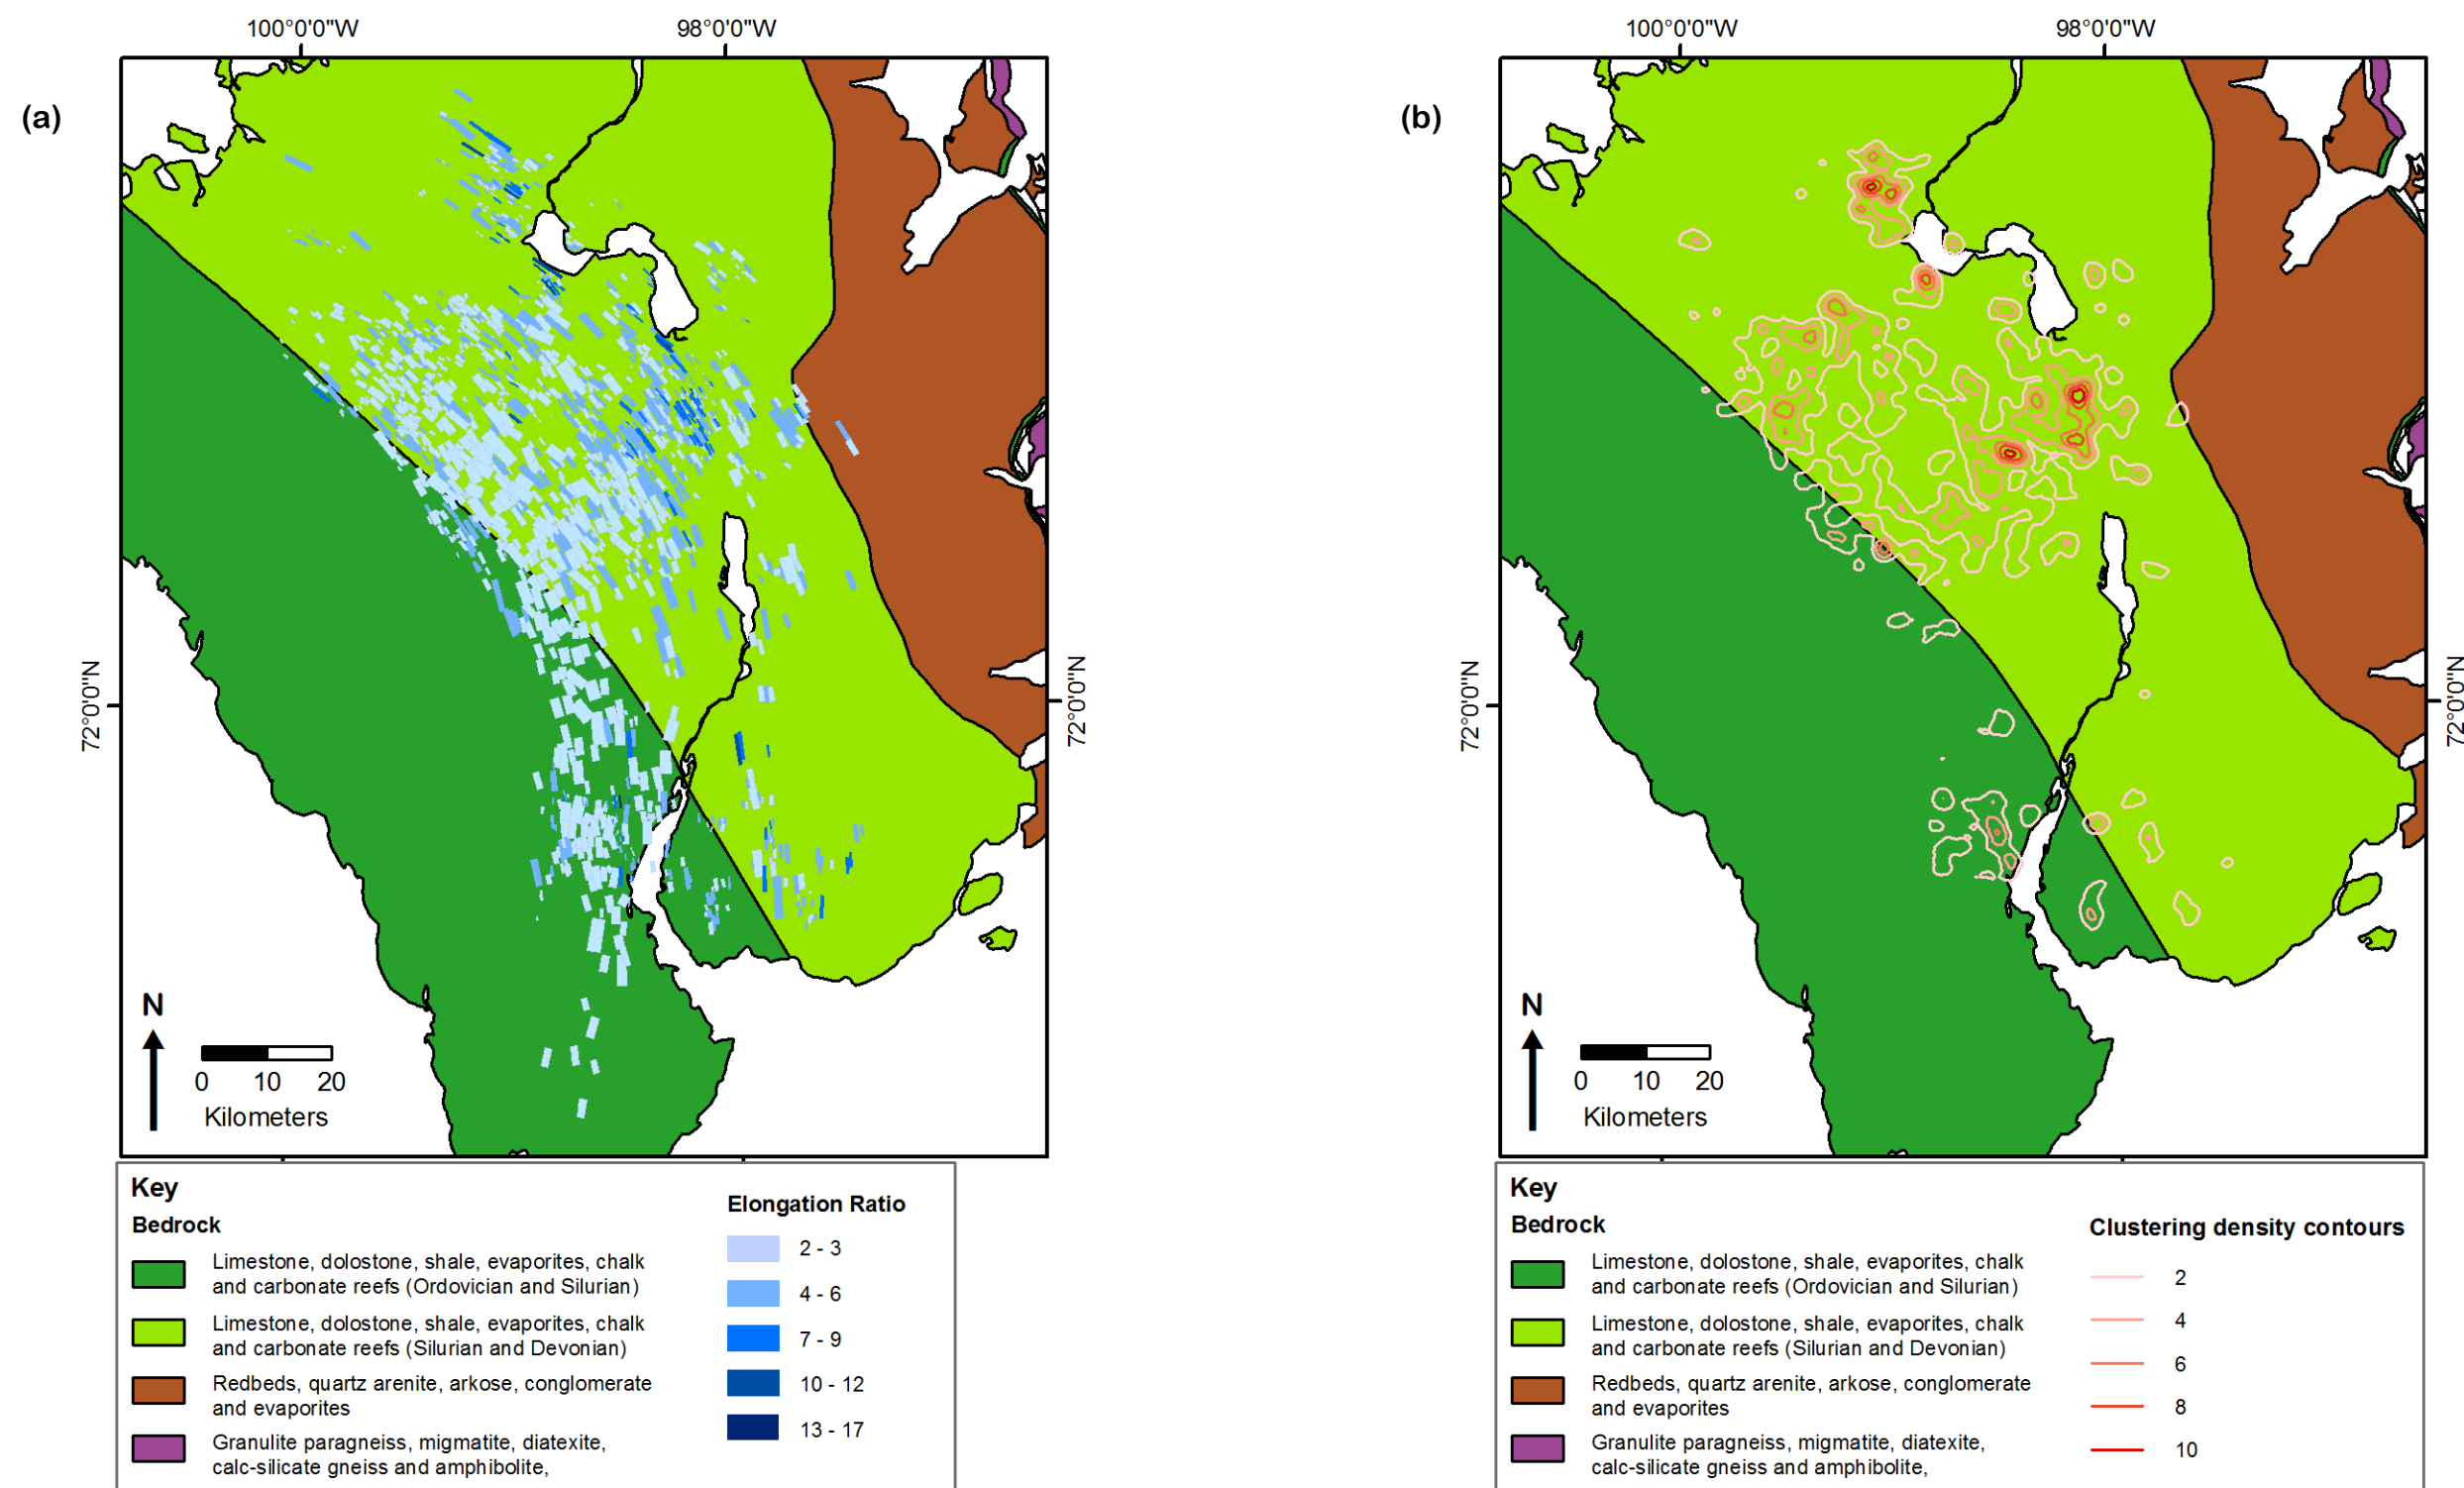 100°0'0"W
98°0'0"W
(a)
72°0'0"N
72°0'0"N
N
0
10
20
Kilometers
Key
Bedrock
Limestone, dolostone, shale, evaporites, chalk
and carbonate reefs (Ordovician and Silurian)
Limestone, dolostone, shale, evaporites, chalk
and carbonate reefs (Silurian and Devonian)
Redbeds, quartz arenite, arkose, conglomerate
and evaporites
Granulite paragneiss, migmatite, diatexite,
calc-silicate gneiss and amphibolite,
Elongation Ratio
2 - 3
4 - 6
7 - 9
10 - 12
13 - 17
100°0'0"W
98°0'0"W
(b)
72°0'0"N
72°0'0"N
N
0
10
20
Kilometers
Key
Bedrock
Limestone, dolostone, shale, evaporites, chalk
and carbonate reefs (Ordovician and Silurian)
Limestone, dolostone, shale, evaporites, chalk
and carbonate reefs (Silurian and Devonian)
Redbeds, quartz arenite, arkose, conglomerate
and evaporites
Granulite paragneiss, migmatite, diatexite,
calc-silicate gneiss and amphibolite,
Clustering density contours
2
4
6
8
10